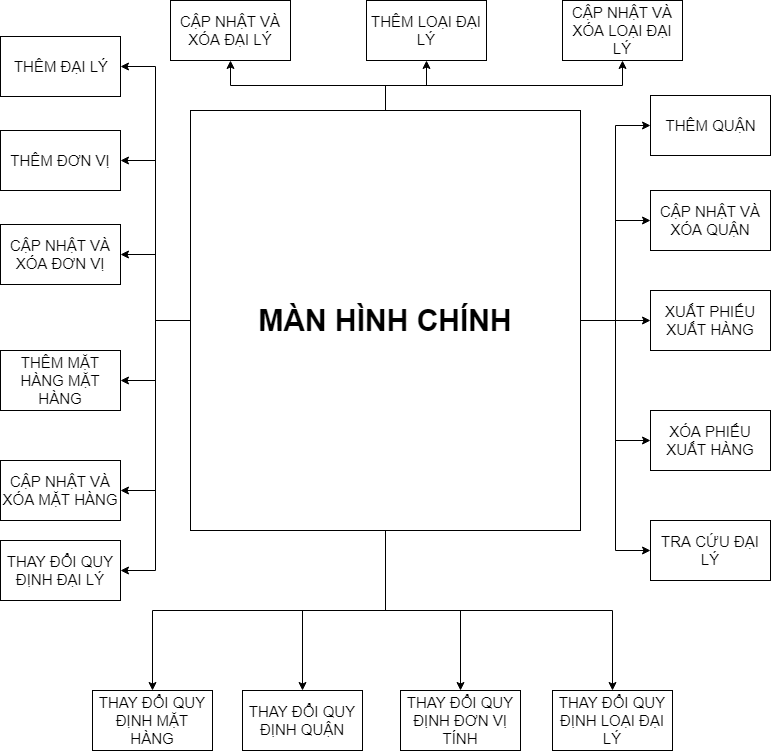 CẬP NHẬT VÀ
XÓA ĐẠI LÝ
THÊM LOẠI ĐẠI
LÝ
CẬP NHẬT VÀ
XÓA LOẠI ĐẠI
LÝ
THÊM ĐẠI LÝ
THÊM ĐƠN VỊ
CẬP NHẬT VÀ
XÓA ĐƠN VỊ
THÊM MẶT
HÀNG MẶT
HÀNG
CẬP NHẬT VÀ
XÓA MẶT HÀNG
THAY ĐỔI QUY
ĐỊNH ĐẠI LÝ
MÀN HÌNH CHÍNH
THÊM QUẬN
CẬP NHẬT VÀ
XÓA QUẬN
XUẤT PHIẾU
XUẤT HÀNG
XÓA PHIẾU
XUẤT HÀNG
TRA CỨU ĐẠI
LÝ
THAY ĐỔI QUY
ĐỊNH MẶT
HÀNG
THAY ĐỔI QUY
ĐỊNH QUẬN
THAY ĐỔI QUY
ĐỊNH ĐƠN VỊ
TÍNH
THAY ĐỔI QUY
ĐỊNH LOẠI ĐẠI
LÝ